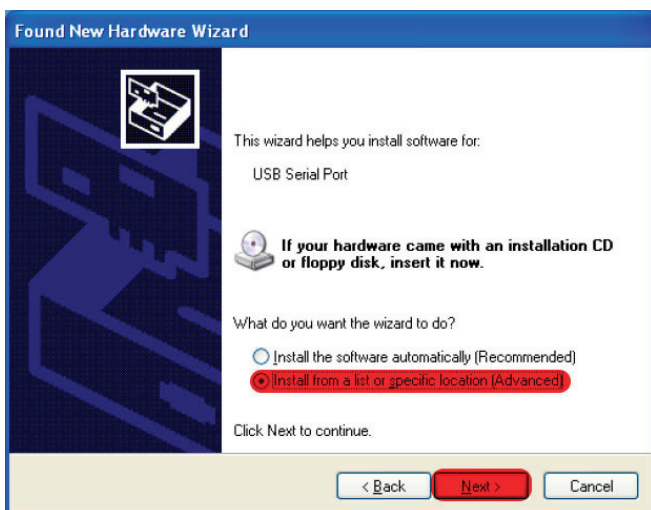 Found New Hardware Wizard
This wizard helps you install software for:
USB Serial Port
If your hardware came with an installation CD
or floppy disk, insert it now.
What do you want the wizard to do?
Install the software automatically (Recommended)
Install from a list or specific location (Advanced)
Click Next to continue.
< Back Next > Cancel